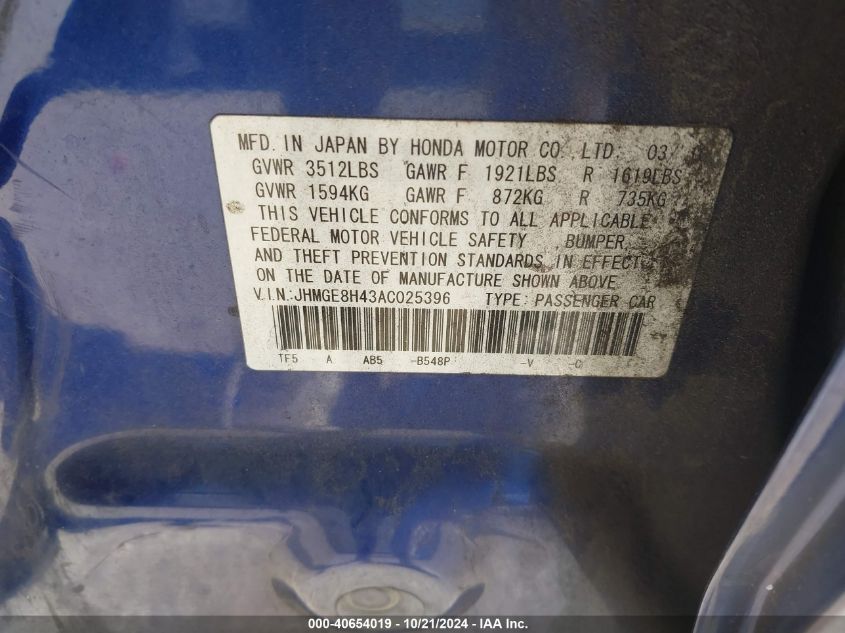 MFD. IN JAPAN BY HONDA MOTOR CO., LTD. 03/
GVWR 3512LBS GAWR F 1921LBS R 1619LBS
GVWR 1594KG GAWR F 872KG R 735KG
THIS VEHICLE CONFORMS TO ALL APPLICABLE
FEDERAL MOTOR VEHICLE SAFETY, BUMPER,
AND THEFT PREVENTION STANDARDS IN EFFECT
ON THE DATE OF MANUFACTURE SHOWN ABOVE.
V.I.N.:JHMGE8H43AC025396 TYPE: PASSENGER CAR
TF5 A AB5 -B548P -V -C
000-40654019 - 10/21/2024 - IAA Inc.